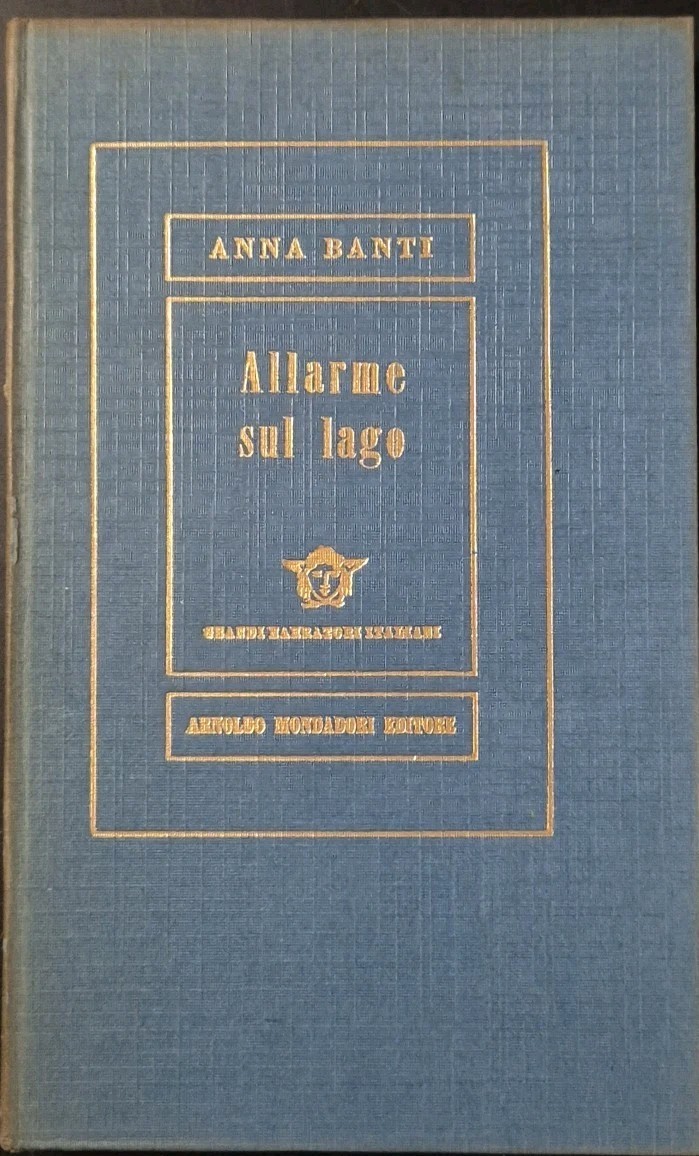 ANNA BANTI
Allarme
sul lago
GRANDI NARRATORI ITALIANI
ARNOLDO MONDADORI EDITORE